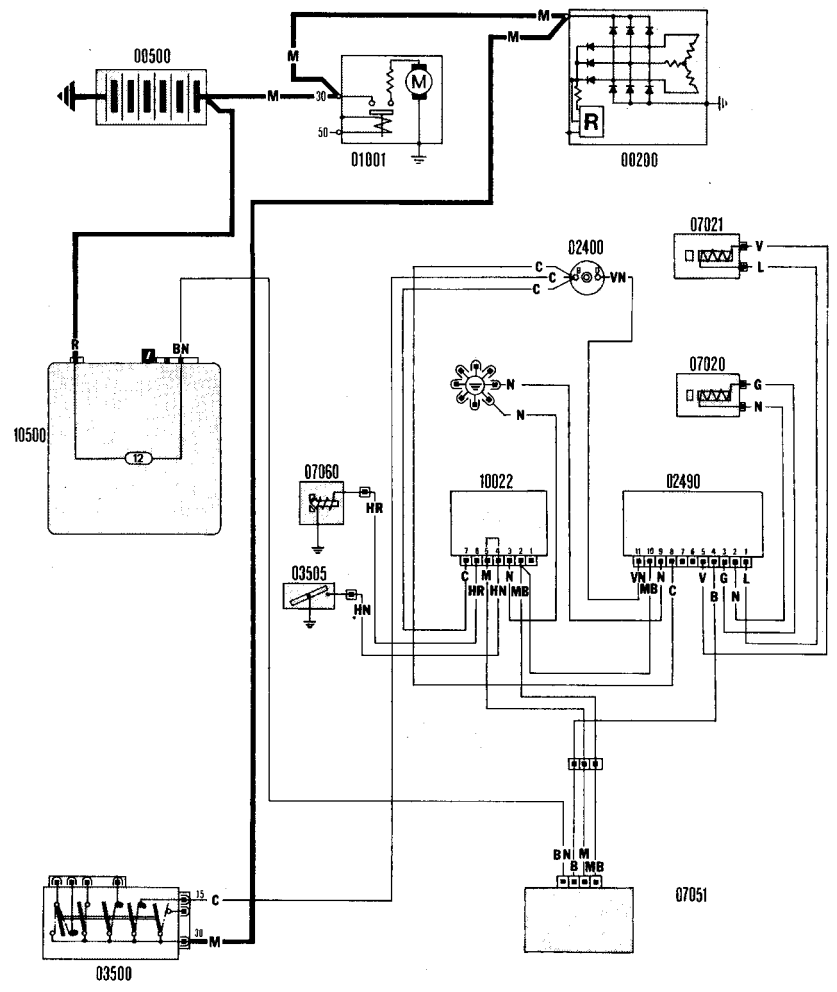 M
M
M
00500
M
30
M
50
01001
R
00200
07021
V
L
02400
C
C
C
VN
07020
G
N
N
N
BN
R
10500
12
07060
HR
10022
02490
03505
HN
7 6 5 4 3 2 1
C M N
HR HN MB
11 10 9 8 7 6 5 4 3 2 1
VN N V G L
MB C B N
BN M
B MB
07051
15 C
30 M
03500